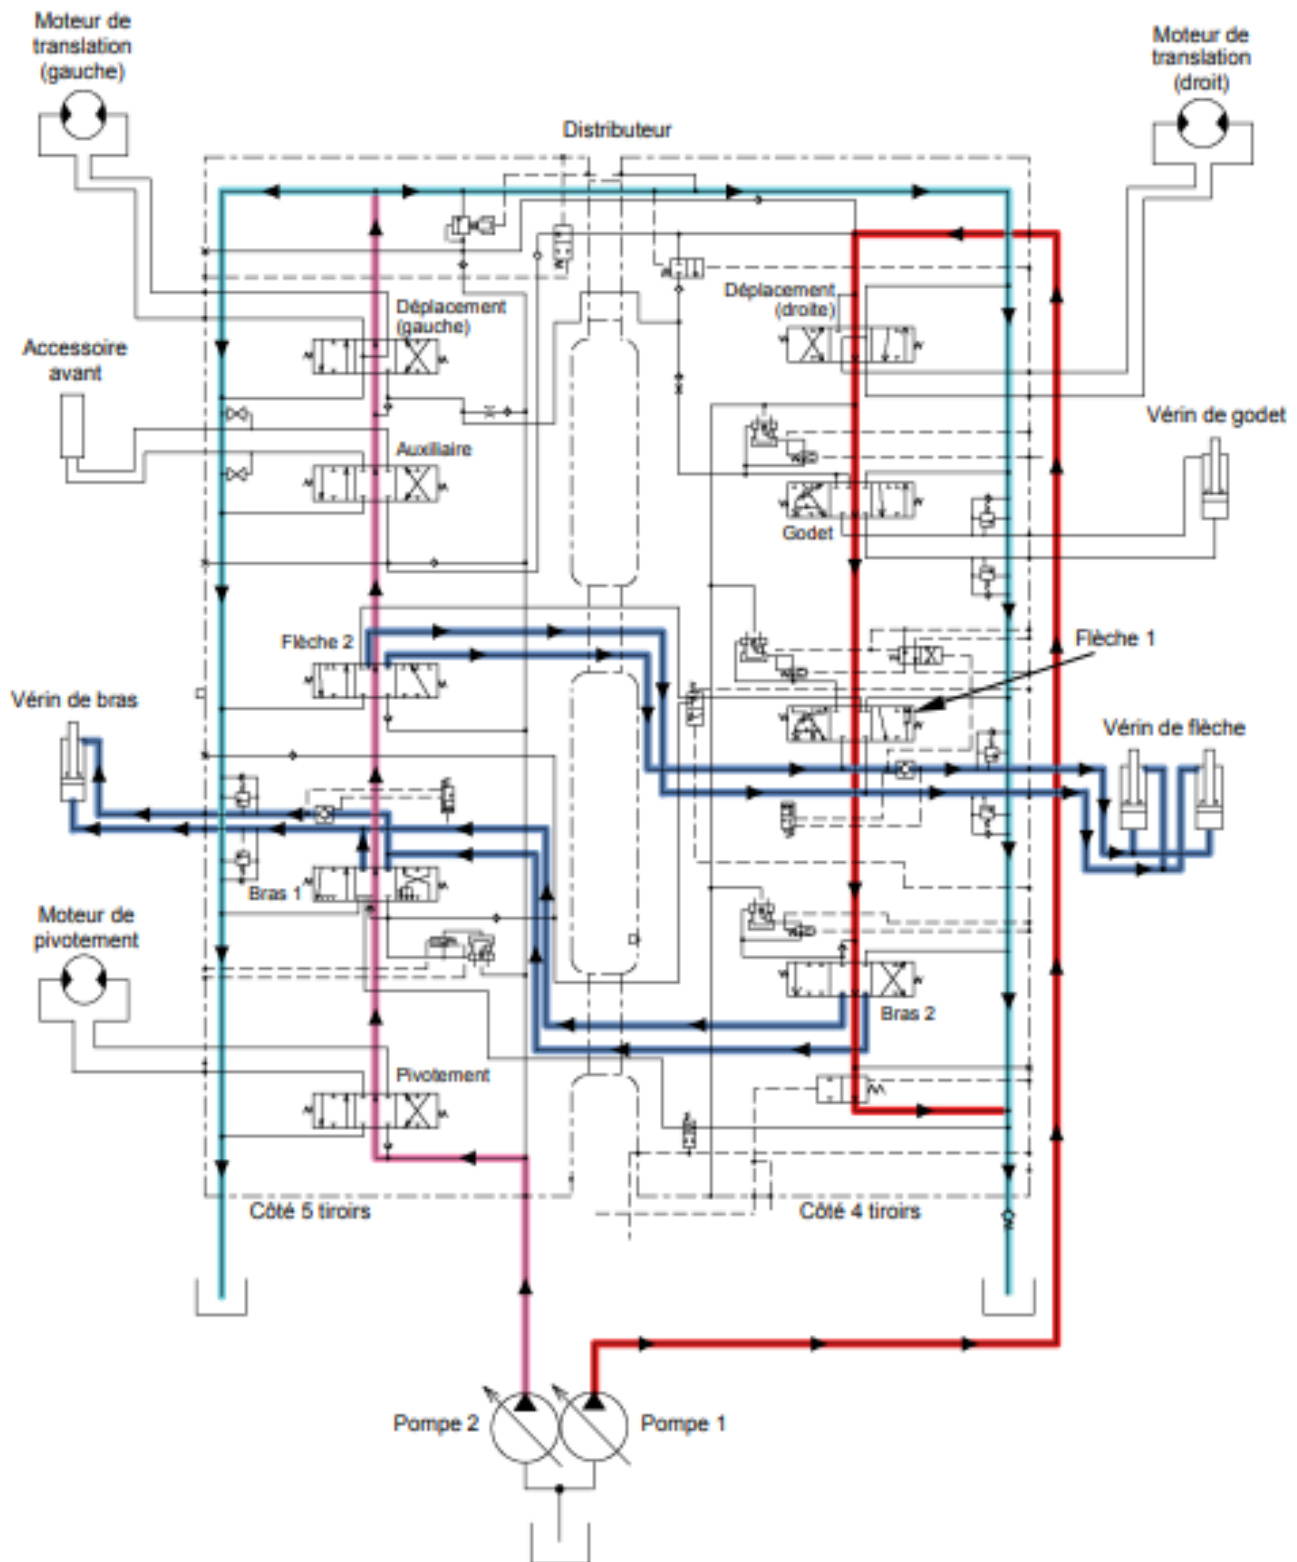 Moteur de
translation
(gauche)
Moteur de
translation
(droit)
Distributeur
Déplacement
(gauche)
Déplacement
(droite)
Accessoire
avant
Vérin de godet
Auxiliaire
Godet
Flèche 2
Flèche 1
Vérin de bras
Vérin de flèche
Bras 1
Moteur de
pivotement
Bras 2
Pivotement
Côté 5 tiroirs
Côté 4 tiroirs
Pompe 2
Pompe 1